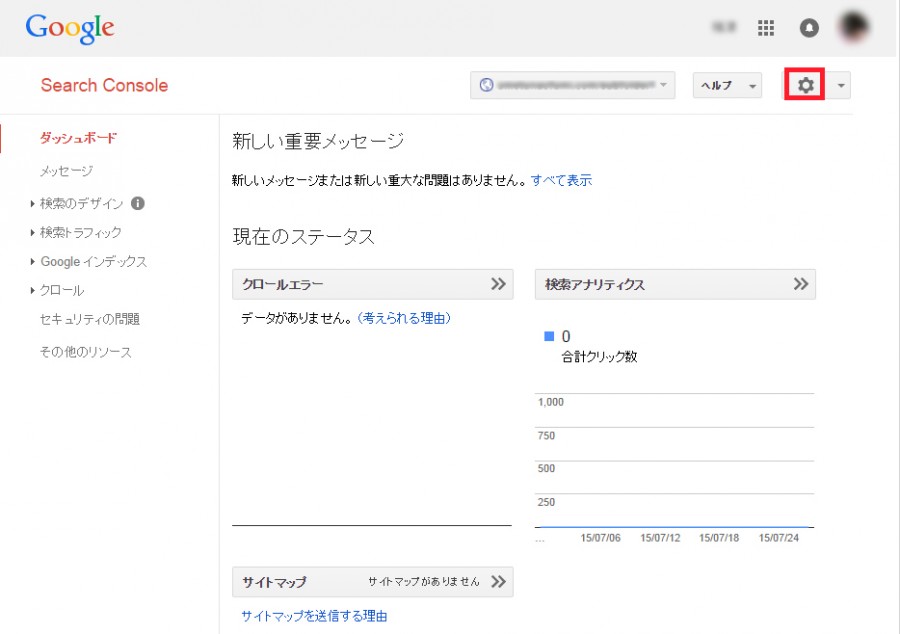 Google
Search Console
ヘルプ
ダッシュボード
メッセージ
検索のデザイン
検索トラフィック
Google インデックス
クロール
セキュリティの問題
その他のリソース
新しい重要メッセージ
新しいメッセージまたは新しい重大な問題はありません。すべて表示
現在のステータス
クロールエラー
データがありません。(考えられる理由)
検索アナリティクス
0
合計クリック数
1,000
750
500
250
... 15/07/06 15/07/12 15/07/18 15/07/24
サイトマップ サイトマップがありません
サイトマップを送信する理由